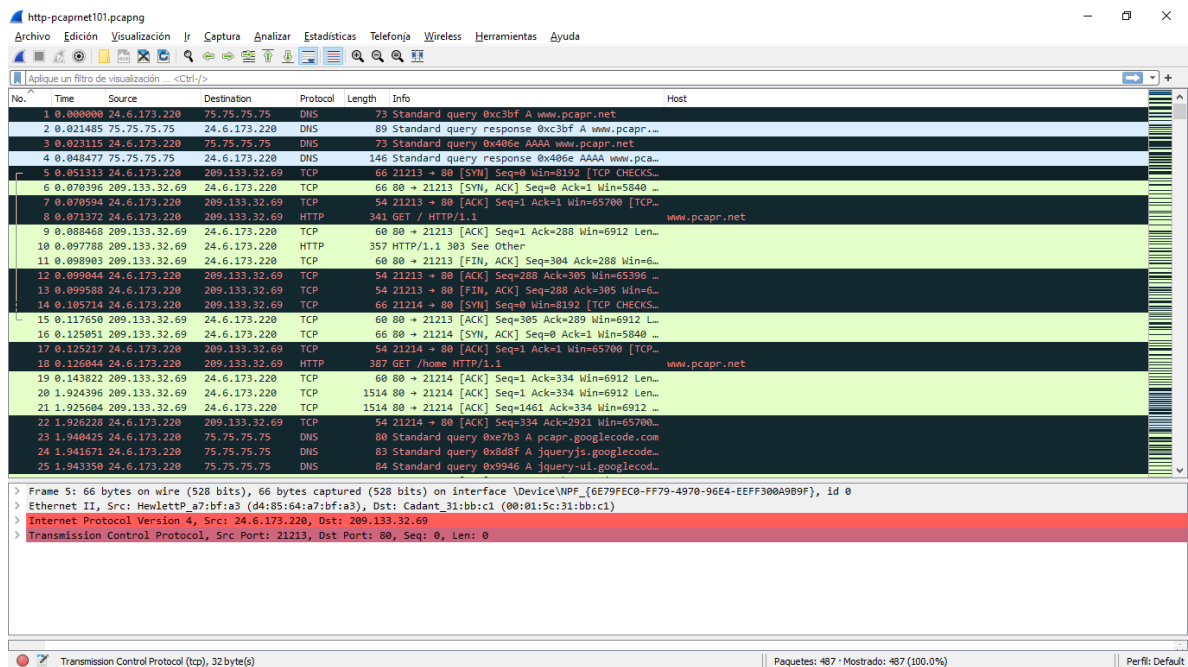 http-pcaprnet101.pcapng
Archivo Edición Visualización Ir Captura Analizar Estadísticas Telefonía Wireless Herramientas Ayuda
Aplique un filtro de visualización ... <Ctrl-/>
No. Time Source Destination Protocol Length Info Host
1 0.000000 24.6.173.220 75.75.75.75 DNS 73 Standard query 0xc3bf A www.pcapr.net
2 0.021485 75.75.75.75 24.6.173.220 DNS 89 Standard query response 0xc3bf A www.pcapr.…
3 0.023115 24.6.173.220 75.75.75.75 DNS 73 Standard query 0x406e AAAA www.pcapr.net
4 0.048477 75.75.75.75 24.6.173.220 DNS 146 Standard query response 0x406e AAAA www.pca…
5 0.051313 24.6.173.220 209.133.32.69 TCP 66 21213 → 80 [SYN] Seq=0 Win=8192 [TCP CHECKS…
6 0.070396 209.133.32.69 24.6.173.220 TCP 66 80 → 21213 [SYN, ACK] Seq=0 Ack=1 Win=5840 …
7 0.070594 24.6.173.220 209.133.32.69 TCP 54 21213 → 80 [ACK] Seq=1 Ack=1 Win=65700 [TCP…
8 0.071372 24.6.173.220 209.133.32.69 HTTP 341 GET / HTTP/1.1 www.pcapr.net
9 0.088468 209.133.32.69 24.6.173.220 TCP 60 80 → 21213 [ACK] Seq=1 Ack=288 Win=6912 Len…
10 0.097788 209.133.32.69 24.6.173.220 HTTP 357 HTTP/1.1 303 See Other
11 0.098903 209.133.32.69 24.6.173.220 TCP 60 80 → 21213 [FIN, ACK] Seq=304 Ack=288 Win=6…
12 0.099044 24.6.173.220 209.133.32.69 TCP 54 21213 → 80 [ACK] Seq=288 Ack=305 Win=65396 …
13 0.099588 24.6.173.220 209.133.32.69 TCP 54 21213 → 80 [FIN, ACK] Seq=288 Ack=305 Win=6…
14 0.105714 24.6.173.220 209.133.32.69 TCP 66 21214 → 80 [SYN] Seq=0 Win=8192 [TCP CHECKS…
15 0.117650 209.133.32.69 24.6.173.220 TCP 60 80 → 21213 [ACK] Seq=305 Ack=289 Win=6912 L…
16 0.125051 209.133.32.69 24.6.173.220 TCP 66 80 → 21214 [SYN, ACK] Seq=0 Ack=1 Win=5840 …
17 0.125217 24.6.173.220 209.133.32.69 TCP 54 21214 → 80 [ACK] Seq=1 Ack=1 Win=65700 [TCP…
18 0.126044 24.6.173.220 209.133.32.69 HTTP 387 GET /home HTTP/1.1 www.pcapr.net
19 0.143822 209.133.32.69 24.6.173.220 TCP 60 80 → 21214 [ACK] Seq=1 Ack=334 Win=6912 Len…
20 1.924396 209.133.32.69 24.6.173.220 TCP 1514 80 → 21214 [ACK] Seq=1 Ack=334 Win=6912 Len…
21 1.925604 209.133.32.69 24.6.173.220 TCP 1514 80 → 21214 [ACK] Seq=1461 Ack=334 Win=6912 …
22 1.926228 24.6.173.220 209.133.32.69 TCP 54 21214 → 80 [ACK] Seq=334 Ack=2921 Win=65700…
23 1.940425 24.6.173.220 75.75.75.75 DNS 80 Standard query 0xe7b3 A pcapr.googlecode.com
24 1.941671 24.6.173.220 75.75.75.75 DNS 83 Standard query 0x8d8f A jqueryjs.googlecode…
25 1.943350 24.6.173.220 75.75.75.75 DNS 84 Standard query 0x9946 A jquery-ui.googlecod…
Frame 5: 66 bytes on wire (528 bits), 66 bytes captured (528 bits) on interface \Device\NPF_{6E79FEC0-FF79-4970-96E4-EEFF300A9B9F}, id 0
Ethernet II, Src: HewlettP_a7:bf:a3 (d4:85:64:a7:bf:a3), Dst: Cadant_31:bb:c1 (00:01:5c:31:bb:c1)
Internet Protocol Version 4, Src: 24.6.173.220, Dst: 209.133.32.69
Transmission Control Protocol, Src Port: 21213, Dst Port: 80, Seq: 0, Len: 0
Transmission Control Protocol (tcp), 32 byte(s) Paquetes: 487 · Mostrado: 487 (100.0%) Perfil: Default